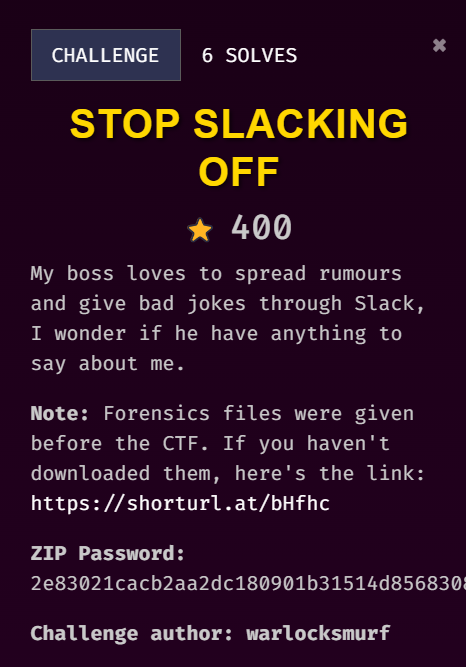 CHALLENGE 6 SOLVES ✖
STOP SLACKING
OFF
400
My boss loves to spread rumours
and give bad jokes through Slack,
I wonder if he have anything to
say about me.
Note: Forensics files were given
before the CTF. If you haven't
downloaded them, here's the link:
https://shorturl.at/bHfhc
ZIP Password:
2e83021cacb2aa2dc180901b31514d856830
Challenge author: warlocksmurf